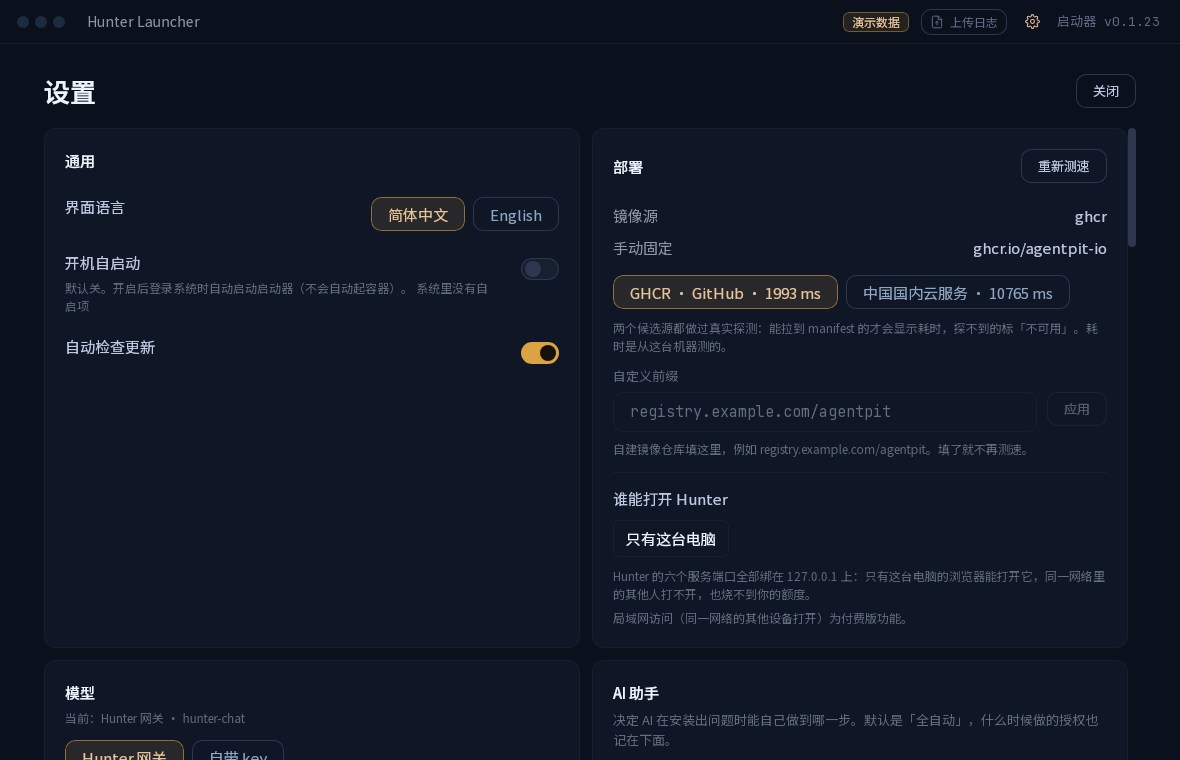 Hunter Launcher
演示数据
上传日志
启动器 v0.1.23
设置
关闭
通用
界面语言
简体中文
English
开机自启动
默认关。开启后登录系统时自动启动启动器（不会自动起容器）。 系统里没有自
启项
自动检查更新
部署
重新测速
镜像源
ghcr
手动固定
ghcr.io/agentpit-io
GHCR · GitHub · 1993 ms
中国国内云服务 · 10765 ms
两个候选源都做过真实探测：能拉到 manifest 的才会显示耗时，探不到的标「不可用」。耗
时是从这台机器测的。
自定义前缀
registry.example.com/agentpit
应用
自建镜像仓库填这里，例如 registry.example.com/agentpit。填了就不再测速。
谁能打开 Hunter
只有这台电脑
Hunter 的六个服务端口全部绑在 127.0.0.1 上：只有这台电脑的浏览器能打开它，同一网络里
的其他人打不开，也烧不到你的额度。
局域网访问（同一网络的其他设备打开）为付费版功能。
模型
当前：Hunter 网关 · hunter-chat
Hunter 网关
自带 key
AI 助手
决定 AI 在安装出问题时能自己做到哪一步。默认是「全自动」，什么时候做的授权也
记在下面。